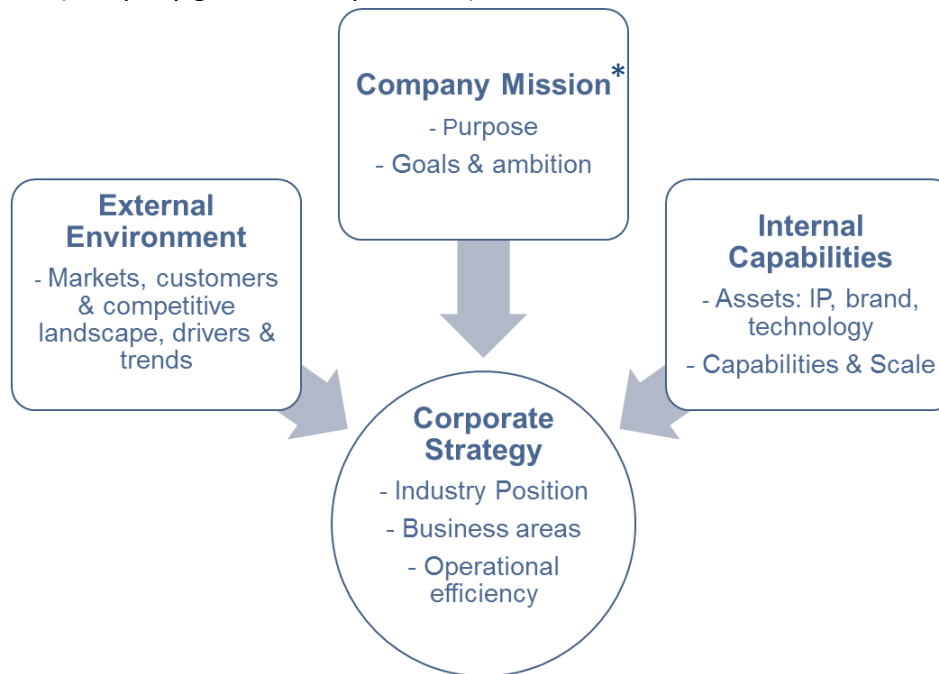 Company Mission*
- Purpose
- Goals & ambition
External
Environment
- Markets, customers
& competitive
landscape, drivers &
trends
Internal
Capabilities
- Assets: IP, brand,
technology
- Capabilities & Scale
Corporate
Strategy
- Industry Position
- Business areas
- Operational
efficiency